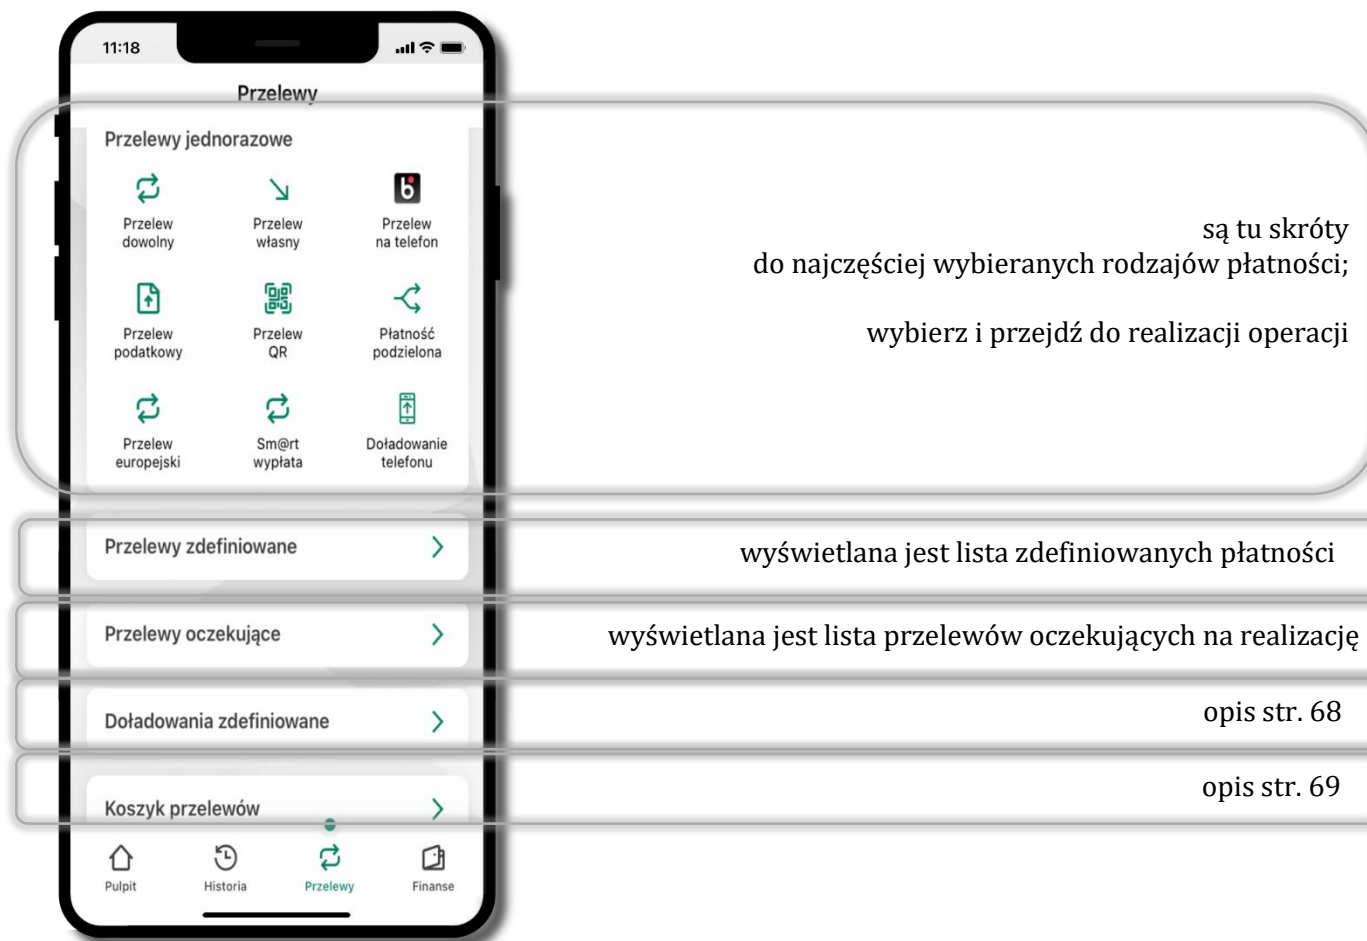 11:18
Przelewy
Przelewy jednorazowe
Przelew
dowolny
Przelew
własny
Przelew
na telefon
Przelew
podatkowy
Przelew
QR
Płatność
podzielona
Przelew
europejski
Sm@rt
wypłata
Doładowanie
telefonu
są tu skróty
do najczęściej wybieranych rodzajów płatności;
wybierz i przejdź do realizacji operacji
Przelewy zdefiniowane
wyświetlana jest lista zdefiniowanych płatności
Przelewy oczekujące
wyświetlana jest lista przelewów oczekujących na realizację
Doładowania zdefiniowane
opis str. 68
Koszyk przelewów
opis str. 69
Pulpit
Historia
Przelewy
Finanse